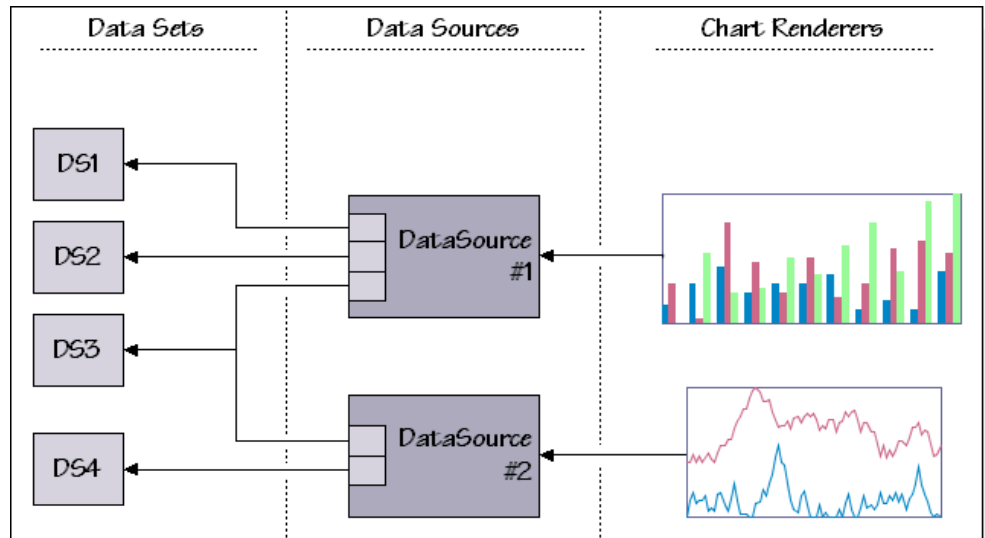 Data Sets
Data Sources
Chart Renderers
DS1
DS2
DS3
DS4
DataSource
#1
DataSource
#2